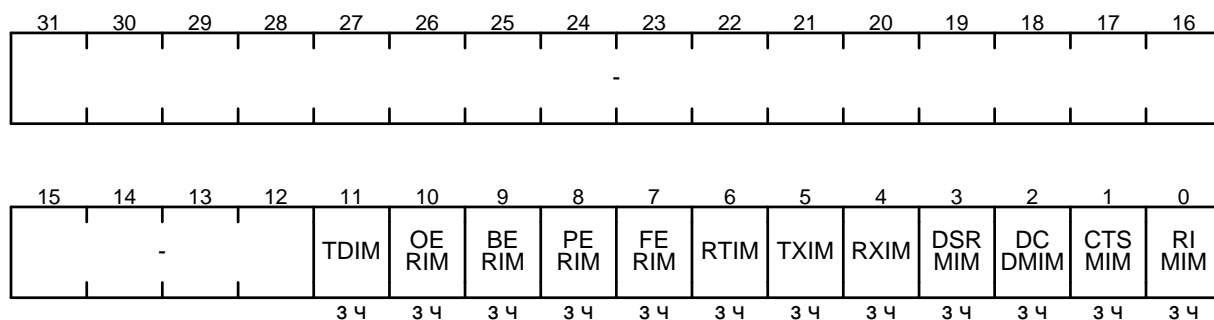 31 30 29 28 27 26 25 24 23 22 21 20 19 18 17 16
-
15 14 13 12 11 10 9 8 7 6 5 4 3 2 1 0
- TDIM OE RIM BE RIM PE RIM FE RIM RTIM TXIM RXIM DSR MIM DC DMIM CTS MIM RI MIM
З Ч З Ч З Ч З Ч З Ч З Ч З Ч З Ч З Ч З Ч З Ч З Ч